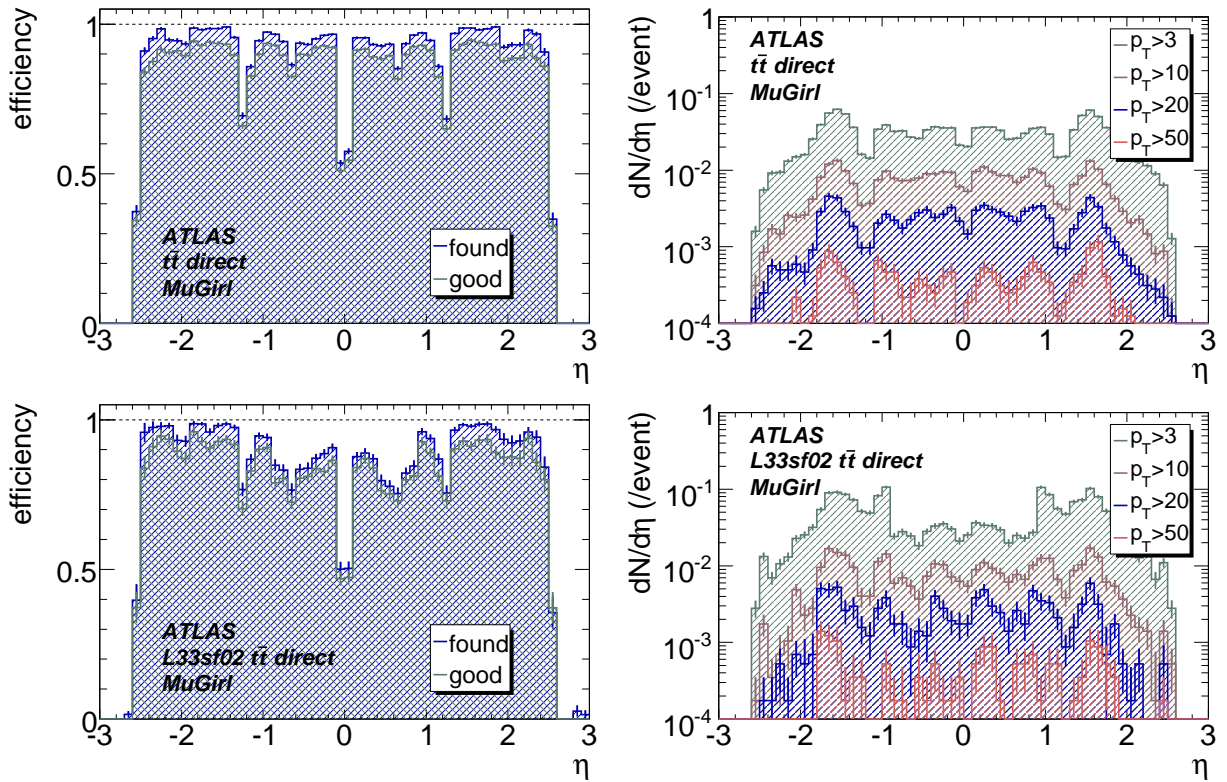 efficiency
1
0.5
0
-3 -2 -1 0 1 2 3
η
ATLAS
tt̄ direct
MuGirl
found
good
dN/dη (/event)
1
10⁻¹
10⁻²
10⁻³
10⁻⁴
-3 -2 -1 0 1 2 3
η
ATLAS
tt̄ direct
MuGirl
p_T>3
p_T>10
p_T>20
p_T>50
efficiency
1
0.5
0
-3 -2 -1 0 1 2 3
η
ATLAS
L33sf02 tt̄ direct
MuGirl
found
good
dN/dη (/event)
1
10⁻¹
10⁻²
10⁻³
10⁻⁴
-3 -2 -1 0 1 2 3
η
ATLAS
L33sf02 tt̄ direct
MuGirl
p_T>3
p_T>10
p_T>20
p_T>50